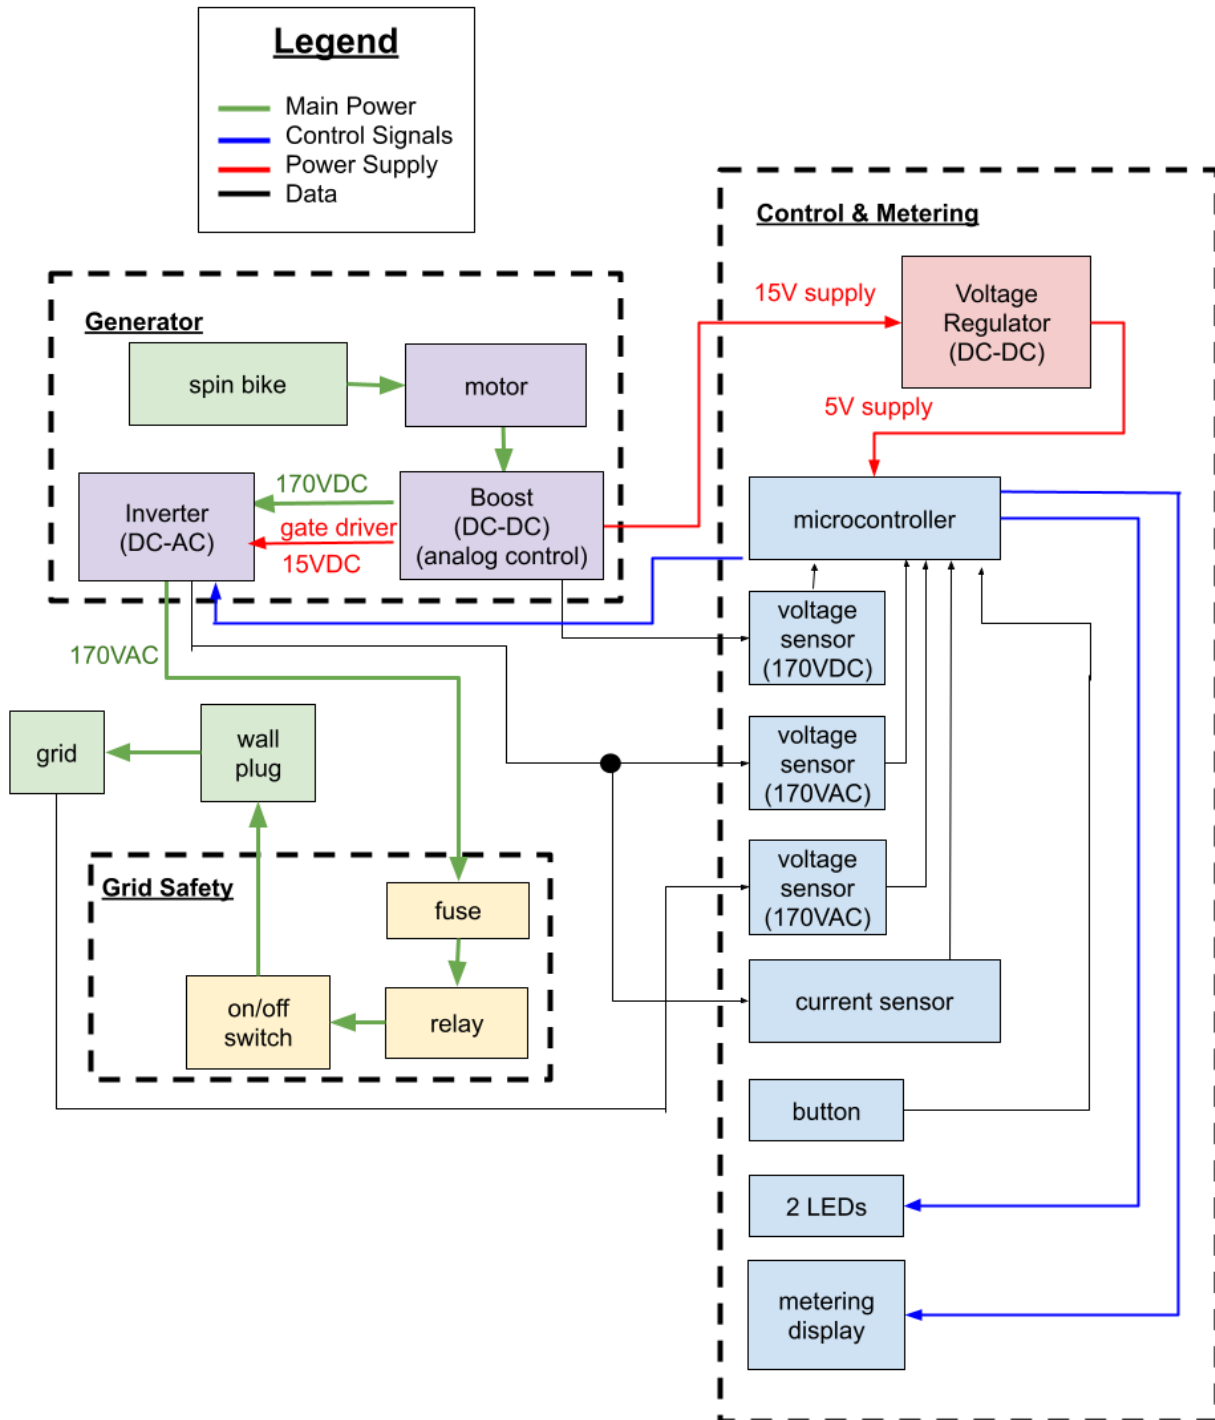 Legend
Main Power
Control Signals
Power Supply
Data
Control & Metering
15V supply
Voltage
Regulator
(DC-DC)
5V supply
Generator
spin bike
motor
170VDC
Inverter
(DC-AC)
gate driver
15VDC
Boost
(DC-DC)
(analog control)
microcontroller
voltage
sensor
(170VDC)
170VAC
grid
wall
plug
voltage
sensor
(170VAC)
Grid Safety
fuse
voltage
sensor
(170VAC)
on/off
switch
relay
current sensor
button
2 LEDs
metering
display